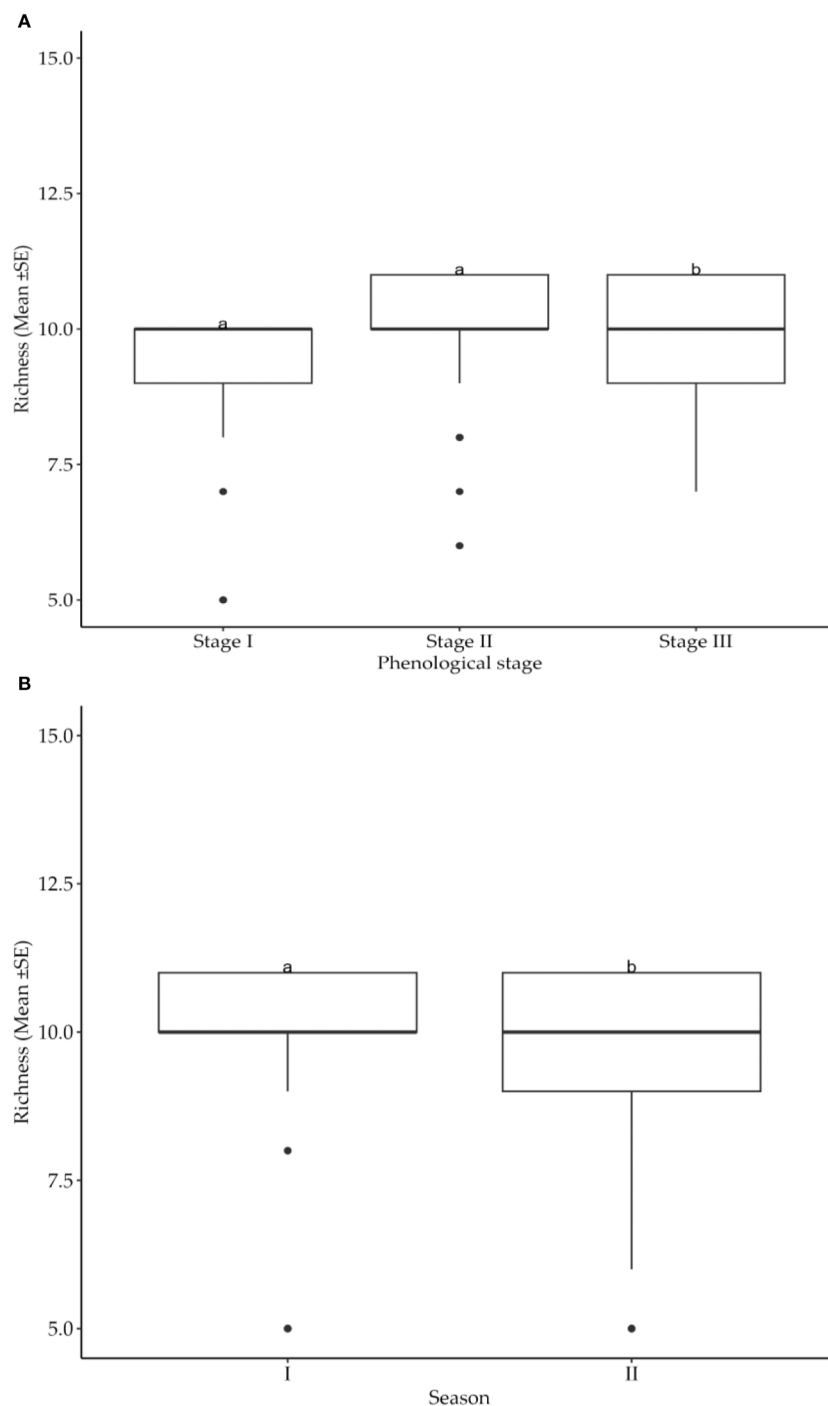 A
15.0
12.5
10.0
7.5
5.0
Richness (Mean ±SE)
a
a
b
Stage I
Stage II
Stage III
Phenological stage
B
15.0
12.5
10.0
7.5
5.0
Richness (Mean ±SE)
a
b
I
II
Season